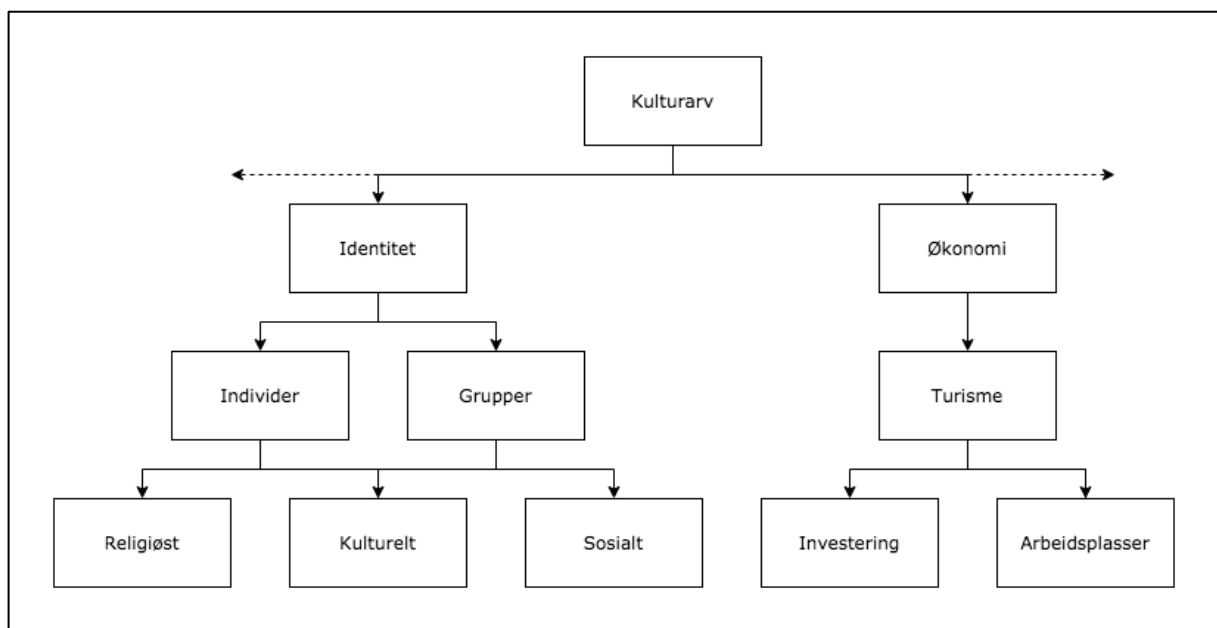 Kulturarv
Identitet
Økonomi
Individer
Grupper
Turisme
Religiøst
Kulturelt
Sosialt
Investering
Arbeidsplasser